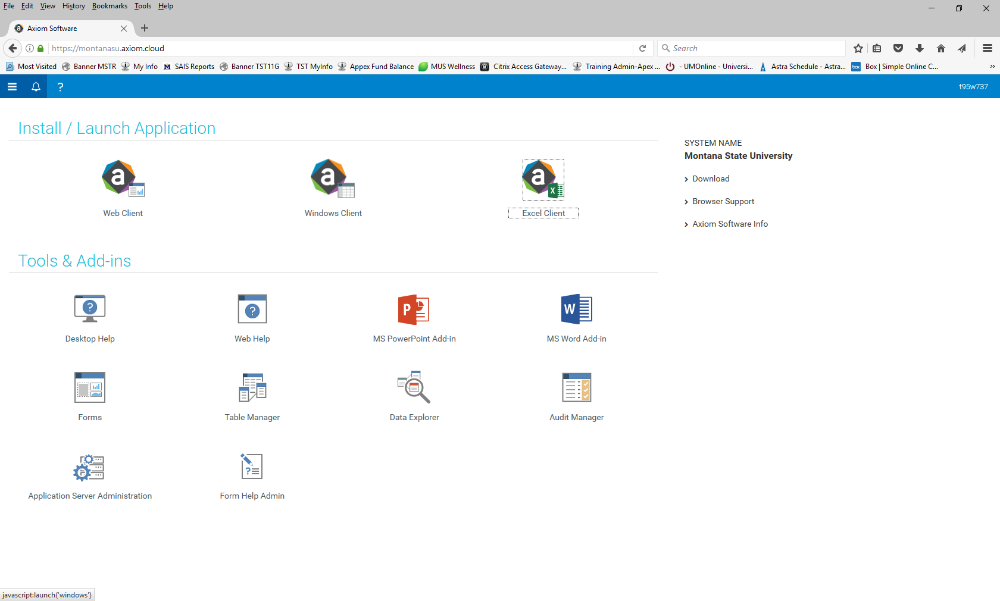 File Edit View History Bookmarks Tools Help
Axiom Software
https://montanasu.axiom.cloud
Search
Most Visited Banner MSTR My Info SAIS Reports Banner TST11G TST MyInfo Appex Fund Balance MUS Wellness Citrix Access Gateway... Training Admin-Apex ... - UMOnline - Universi... Astra Schedule - Astra... Box | Simple Online C...
t95w737
Install / Launch Application
Web Client Windows Client Excel Client
SYSTEM NAME
Montana State University
Download
Browser Support
Axiom Software Info
Tools & Add-ins
Desktop Help Web Help MS PowerPoint Add-in MS Word Add-in
Forms Table Manager Data Explorer Audit Manager
Application Server Administration Form Help Admin
javascript:launch('windows')